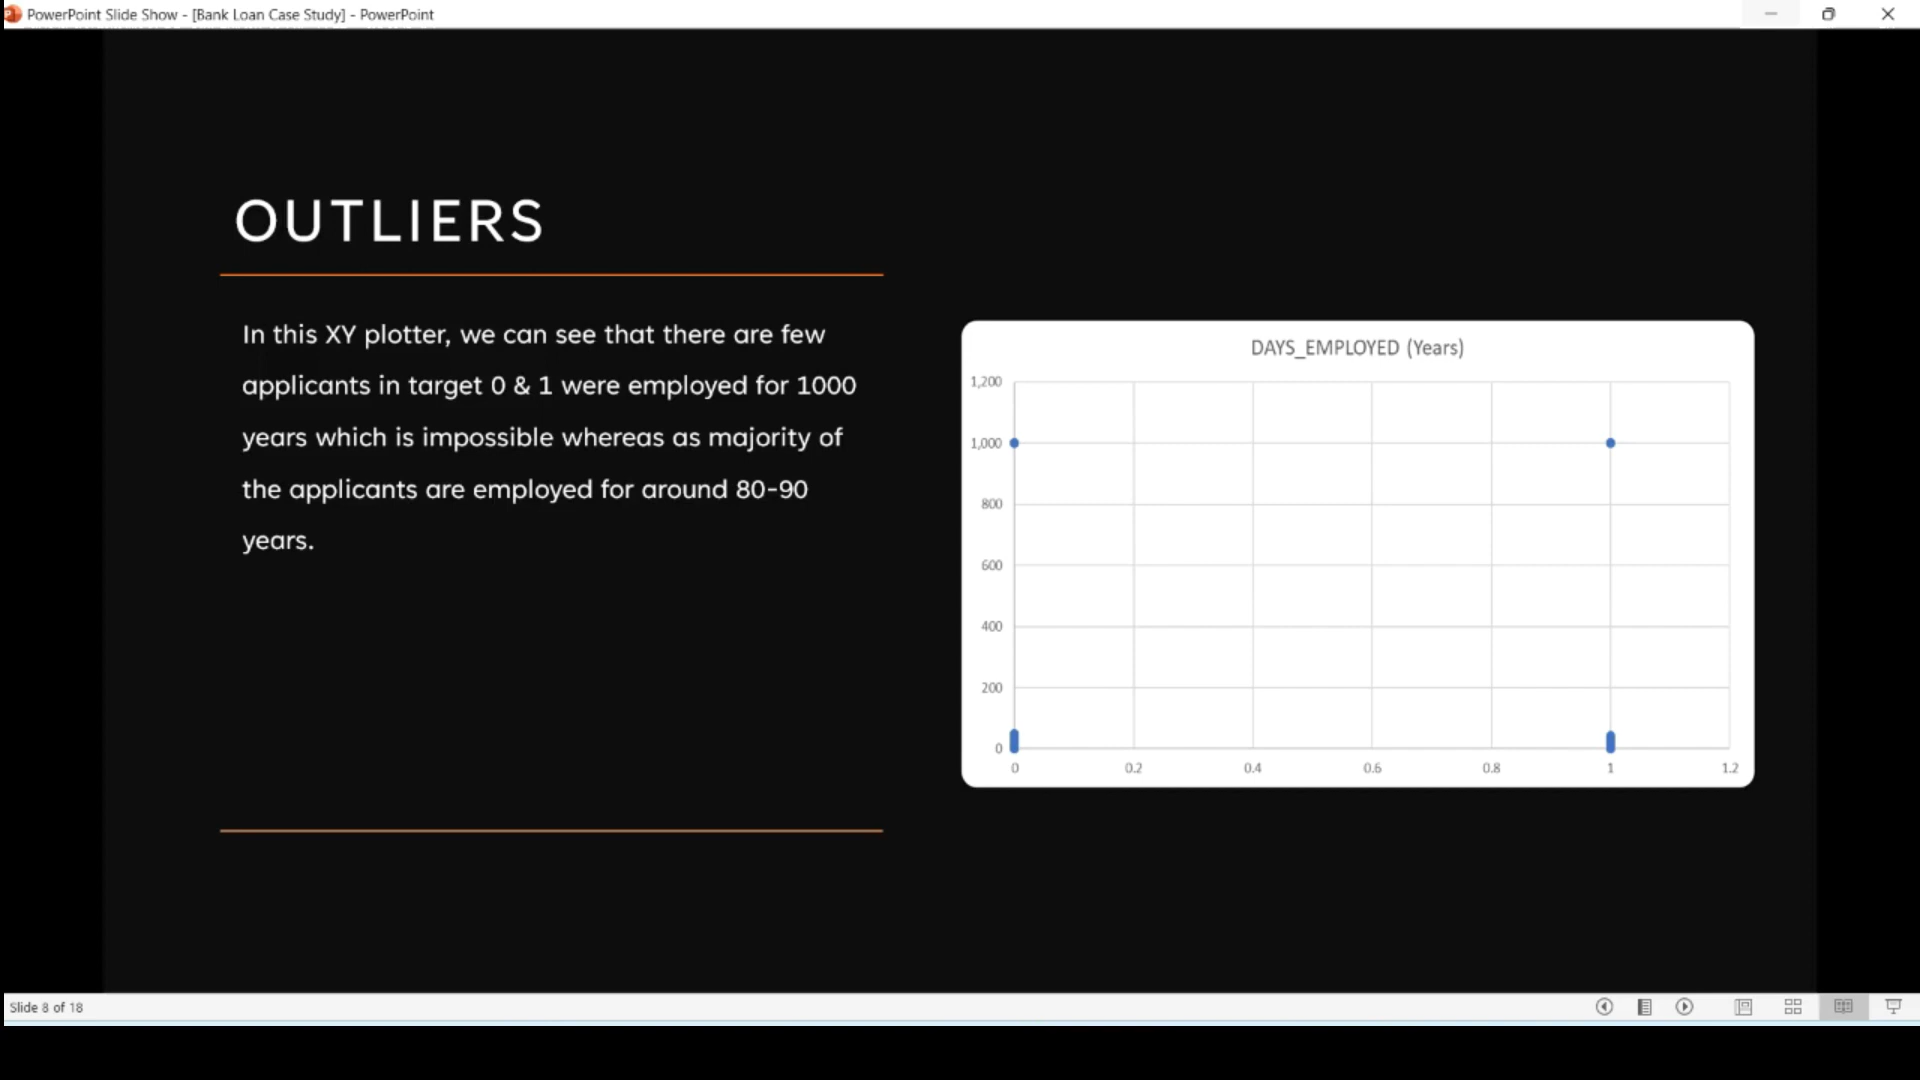 PowerPoint Slide Show - [Bank Loan Case Study] - PowerPoint
OUTLIERS
In this XY plotter, we can see that there are few
applicants in target 0 & 1 were employed for 1000
years which is impossible whereas as majority of
the applicants are employed for around 80-90
years.
DAYS_EMPLOYED (Years)
1,200
1,000
800
600
400
200
0
0 0.2 0.4 0.6 0.8 1 1.2
Slide 8 of 18